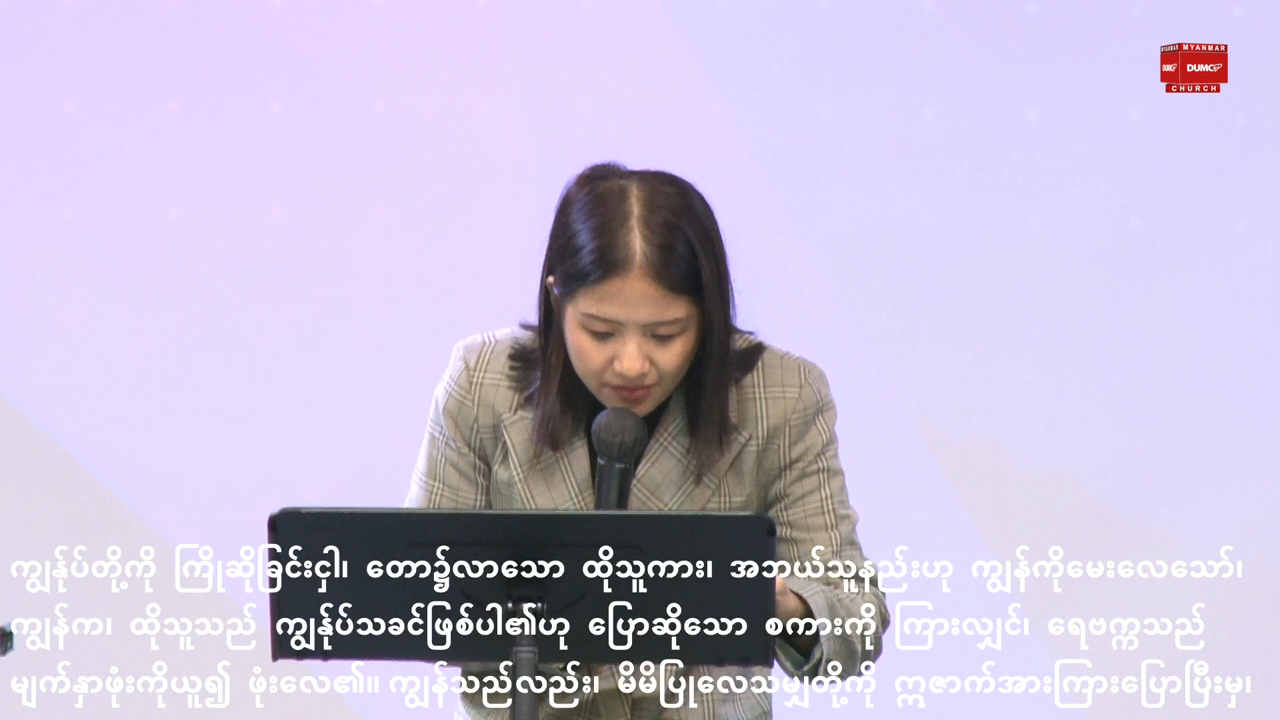 MYANMAR MYANMAR
DUMC DUMC
CHURCH
ကျွန်ုပ်တို့ကို ကြိုဆိုခြင်းငှါ၊ တော၌လာသော ထိုသူကား၊ အဘယ်သူနည်းဟု ကျွန်ကိုမေးလေသော်၊
ကျွန်က၊ ထိုသူသည် ကျွန်ုပ်သခင်ဖြစ်ပါ၏ဟု ပြောဆိုသော စကားကို ကြားလျှင်၊ ရေဗက္ကသည်
မျက်နှာဖုံးကိုယူ၍ ဖုံးလေ၏။ ကျွန်သည်လည်း၊ မိမိပြုလေသမျှတို့ကို ဣဇာက်အားကြားပြောပြီးမှ၊